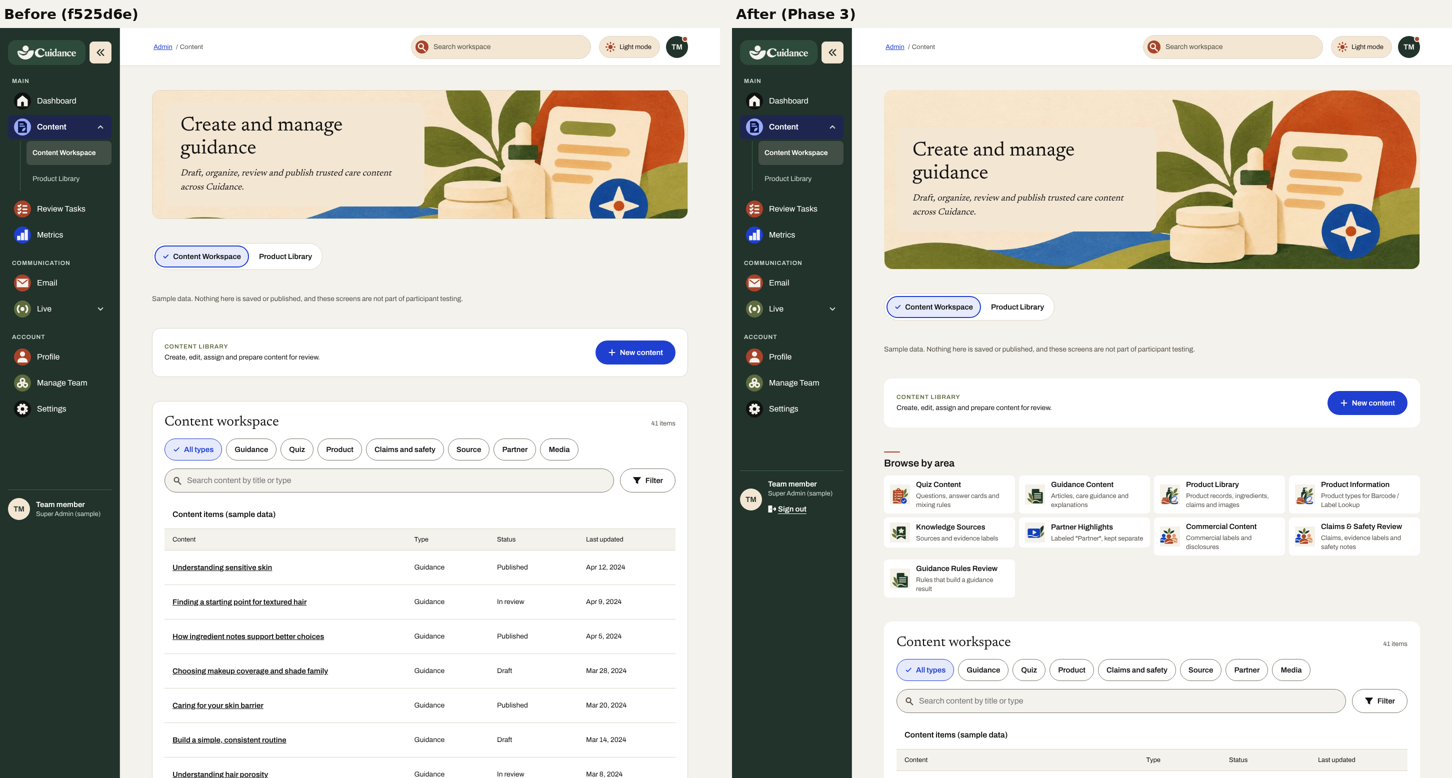 Before (f525d6e)
Cuidance
MAIN
Dashboard
Content
Content Workspace
Product Library
Review Tasks
Metrics
COMMUNICATION
Email
Live
ACCOUNT
Profile
Manage Team
Settings
TM
Team member
Super Admin (sample)
Admin / Content
Search workspace
Light mode
TM
Create and manage
guidance
Draft, organize, review and publish trusted care content
across Cuidance.
Content Workspace
Product Library
Sample data. Nothing here is saved or published, and these screens are not part of participant testing.
CONTENT LIBRARY
Create, edit, assign and prepare content for review.
New content
Content workspace
41 items
All types
Guidance
Quiz
Product
Claims and safety
Source
Partner
Media
Search content by title or type
Filter
Content items (sample data)
Content Type Status Last updated
Understanding sensitive skin Guidance Published Apr 12, 2024
Finding a starting point for textured hair Guidance In review Apr 9, 2024
How ingredient notes support better choices Guidance Published Apr 5, 2024
Choosing makeup coverage and shade family Guidance Draft Mar 28, 2024
Caring for your skin barrier Guidance Published Mar 20, 2024
Build a simple, consistent routine Guidance Draft Mar 14, 2024
Understanding hair porosity Guidance In review Mar 8, 2024
After (Phase 3)
Cuidance
MAIN
Dashboard
Content
Content Workspace
Product Library
Review Tasks
Metrics
COMMUNICATION
Email
Live
ACCOUNT
Profile
Manage Team
Settings
TM
Team member
Super Admin (sample)
Sign out
Admin / Content
Search workspace
Light mode
TM
Create and manage
guidance
Draft, organize, review and publish trusted care content
across Cuidance.
Content Workspace
Product Library
Sample data. Nothing here is saved or published, and these screens are not part of participant testing.
CONTENT LIBRARY
Create, edit, assign and prepare content for review.
New content
Browse by area
Quiz Content
Questions, answer cards and
mixing rules
Guidance Content
Articles, care guidance and
explanations
Product Library
Product records, ingredients,
claims and images
Product Information
Product types for Barcode /
Label Lookup
Knowledge Sources
Sources and evidence labels
Partner Highlights
Labeled "Partner", kept separate
Commercial Content
Commercial labels and
disclosures
Claims & Safety Review
Claims, evidence labels and
safety notes
Guidance Rules Review
Rules that build a guidance
result
Content workspace
41 items
All types
Guidance
Quiz
Product
Claims and safety
Source
Partner
Media
Search content by title or type
Filter
Content items (sample data)
Content Type Status Last updated